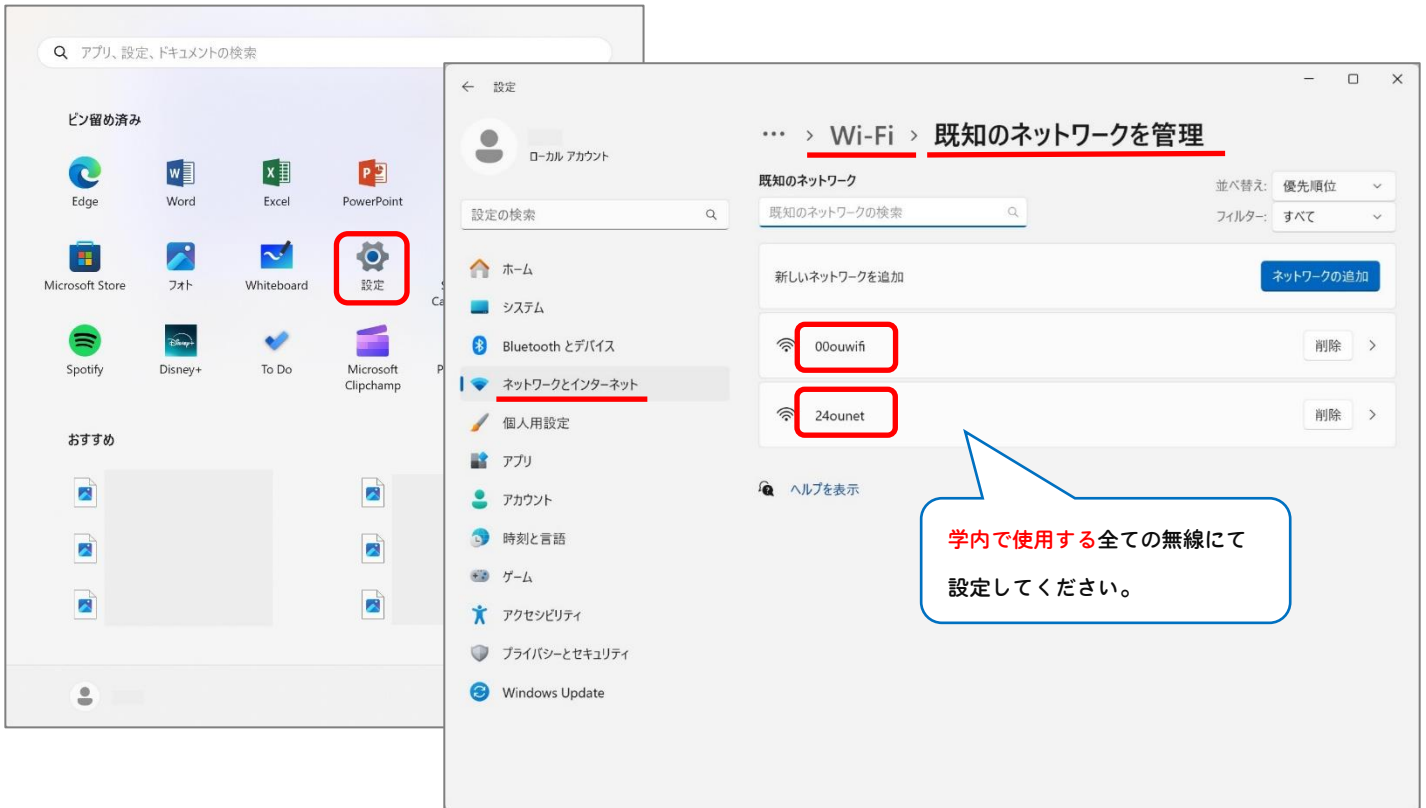 アプリ、設定、ドキュメントの検索
ピン留め済み
Edge
Word
Excel
PowerPoint
Microsoft Store
フォト
Whiteboard
設定
Spotify
Disney+
To Do
Microsoft Clipchamp
おすすめ
設定
ローカル アカウント
設定の検索
ホーム
システム
Bluetooth とデバイス
ネットワークとインターネット
個人用設定
アプリ
アカウント
時刻と言語
ゲーム
アクセシビリティ
プライバシーとセキュリティ
Windows Update
… > Wi-Fi > 既知のネットワークを管理
既知のネットワーク
既知のネットワークの検索
並べ替え: 優先順位
フィルター: すべて
新しいネットワークを追加
ネットワークの追加
00ouwifi
削除
24ounet
削除
ヘルプを表示
学内で使用する全ての無線にて
設定してください。